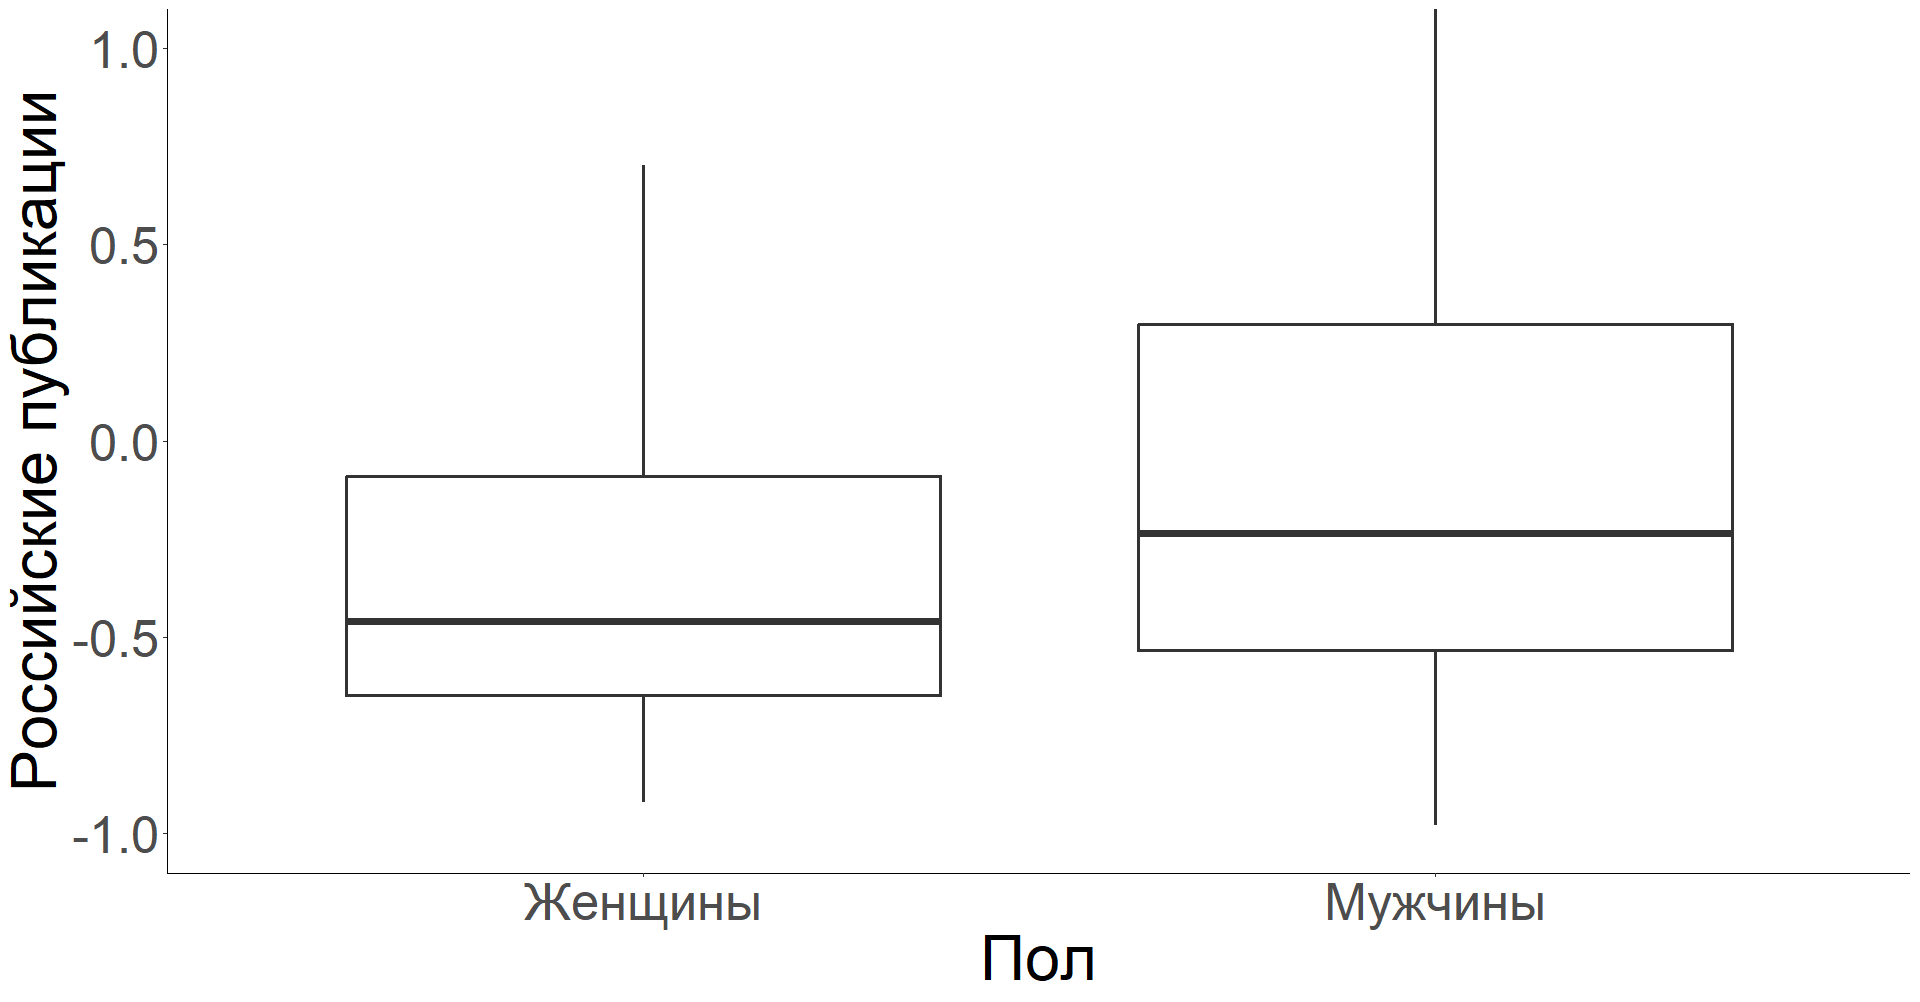 Российские публикации
1.0
0.5
0.0
-0.5
-1.0
Женщины
Мужчины
Пол